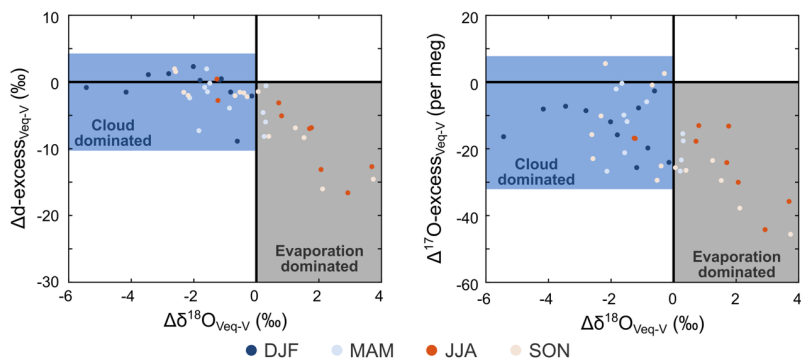 Δd-excess_Veq-V (‰)
10
0
-10
-20
-30
Cloud
dominated
Evaporation
dominated
-6 -4 -2 0 2 4
Δδ¹⁸O_Veq-V (‰)
Δ¹⁷O-excess_Veq-V (per meg)
20
0
-20
-40
-60
Cloud
dominated
Evaporation
dominated
-6 -4 -2 0 2 4
Δδ¹⁸O_Veq-V (‰)
DJF MAM JJA SON